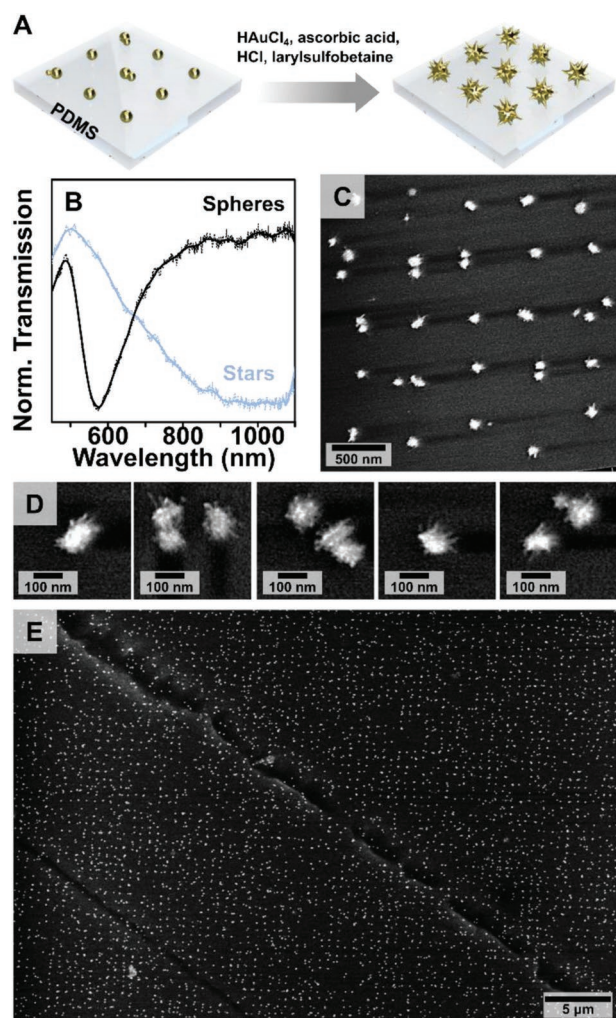 A
HAuCl₄, ascorbic acid,
HCl, larylsulfobetaine
PDMS
B
Spheres
Stars
Norm. Transmission
600 800 1000
Wavelength (nm)
C
500 nm
D
100 nm
100 nm
100 nm
100 nm
100 nm
E
5 µm